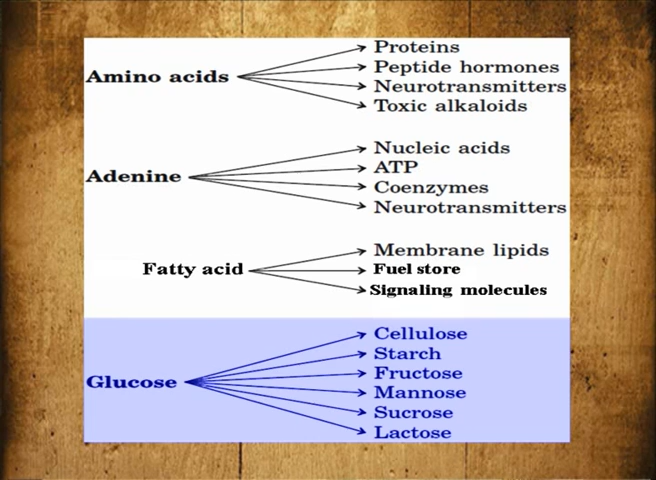 Amino acids
Proteins
Peptide hormones
Neurotransmitters
Toxic alkaloids
Adenine
Nucleic acids
ATP
Coenzymes
Neurotransmitters
Fatty acid
Membrane lipids
Fuel store
Signaling molecules
Glucose
Cellulose
Starch
Fructose
Mannose
Sucrose
Lactose